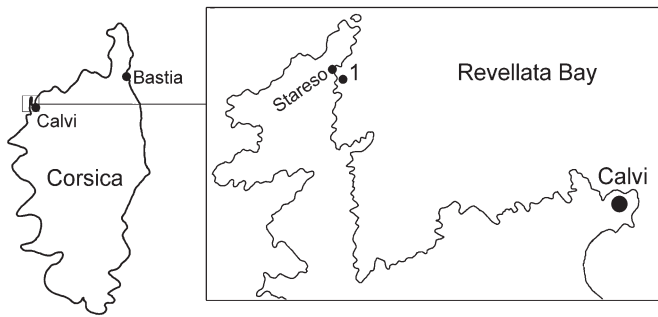 Bastia
Calvi
Corsica
Stareso
1
Revellata Bay
Calvi